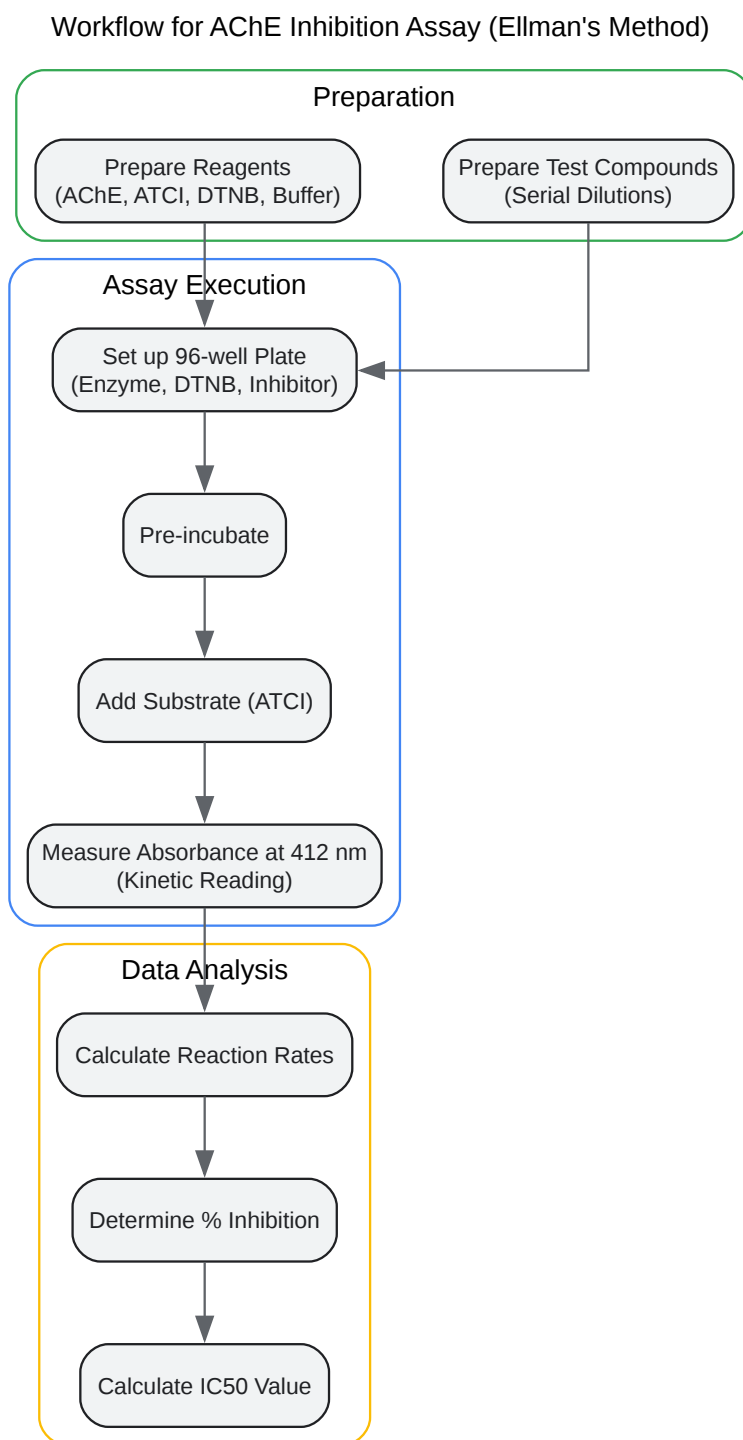 Workflow for AChE Inhibition Assay (Ellman's Method)
Preparation
Prepare Reagents
(AChE, ATCI, DTNB, Buffer)
Prepare Test Compounds
(Serial Dilutions)
Assay Execution
Set up 96-well Plate
(Enzyme, DTNB, Inhibitor)
Pre-incubate
Add Substrate (ATCI)
Measure Absorbance at 412 nm
(Kinetic Reading)
Data Analysis
Calculate Reaction Rates
Determine % Inhibition
Calculate IC50 Value